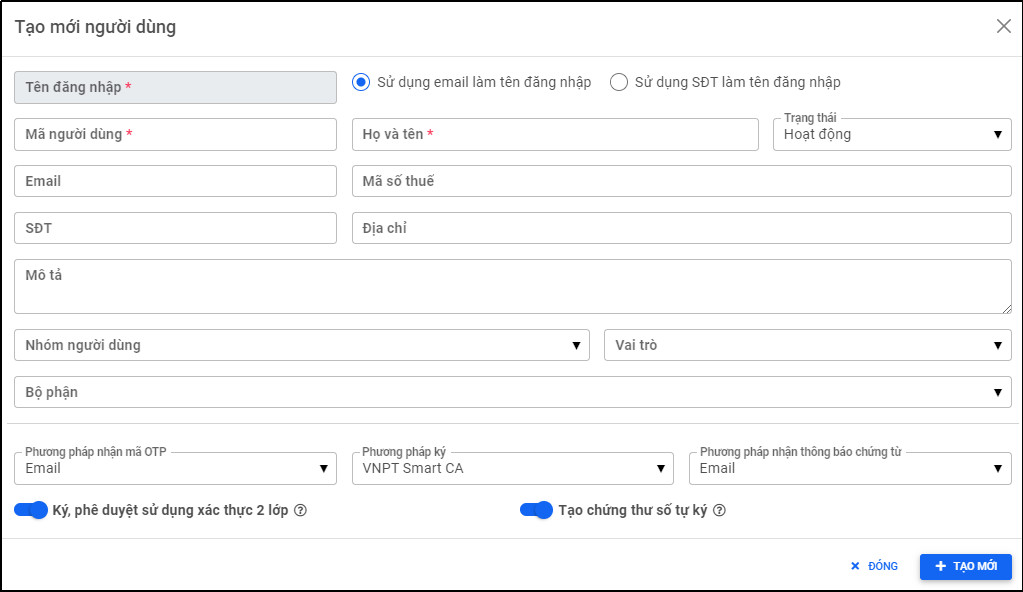 Tạo mới người dùng
Tên đăng nhập *
Sử dụng email làm tên đăng nhập
Sử dụng SĐT làm tên đăng nhập
Mã người dùng *
Họ và tên *
Trạng thái
Hoạt động
Email
Mã số thuế
SĐT
Địa chỉ
Mô tả
Nhóm người dùng
Vai trò
Bộ phận
Phương pháp nhận mã OTP
Email
Phương pháp ký
VNPT Smart CA
Phương pháp nhận thông báo chứng từ
Email
Ký, phê duyệt sử dụng xác thực 2 lớp
Tạo chứng thư số tự ký
ĐÓNG
TẠO MỚI